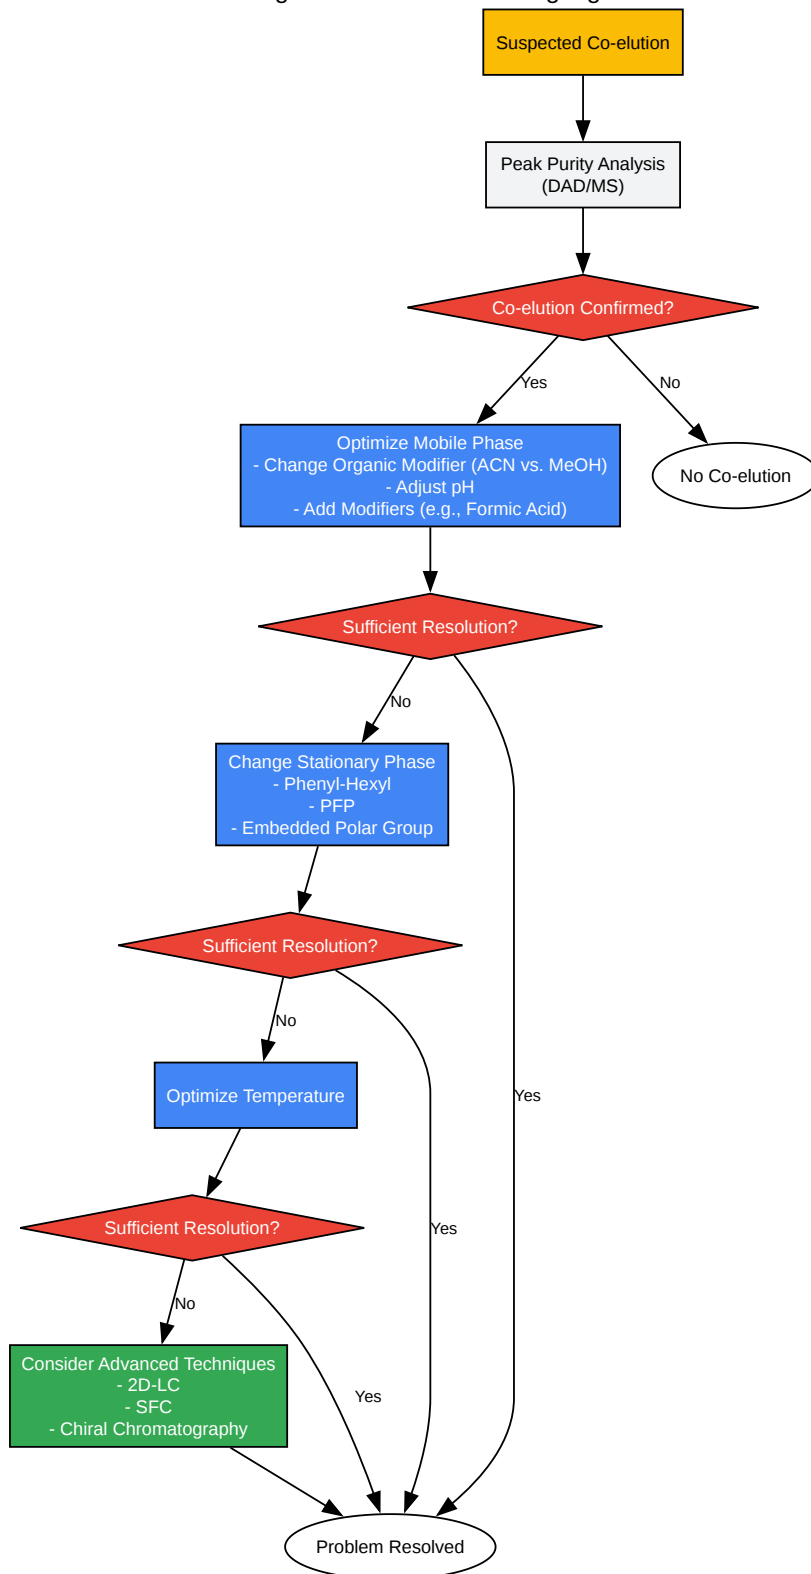 Suspected Co-elution
Peak Purity Analysis
(DAD/MS)
Co-elution Confirmed?
Yes
No
Optimize Mobile Phase
- Change Organic Modifier (ACN vs. MeOH)
- Adjust pH
- Add Modifiers (e.g., Formic Acid)
No Co-elution
Sufficient Resolution?
No
Change Stationary Phase
- Phenyl-Hexyl
- PFP
- Embedded Polar Group
Sufficient Resolution?
No
Optimize Temperature
Yes
Sufficient Resolution?
Yes
No
Consider Advanced Techniques
- 2D-LC
- SFC
- Chiral Chromatography
Yes
Problem Resolved